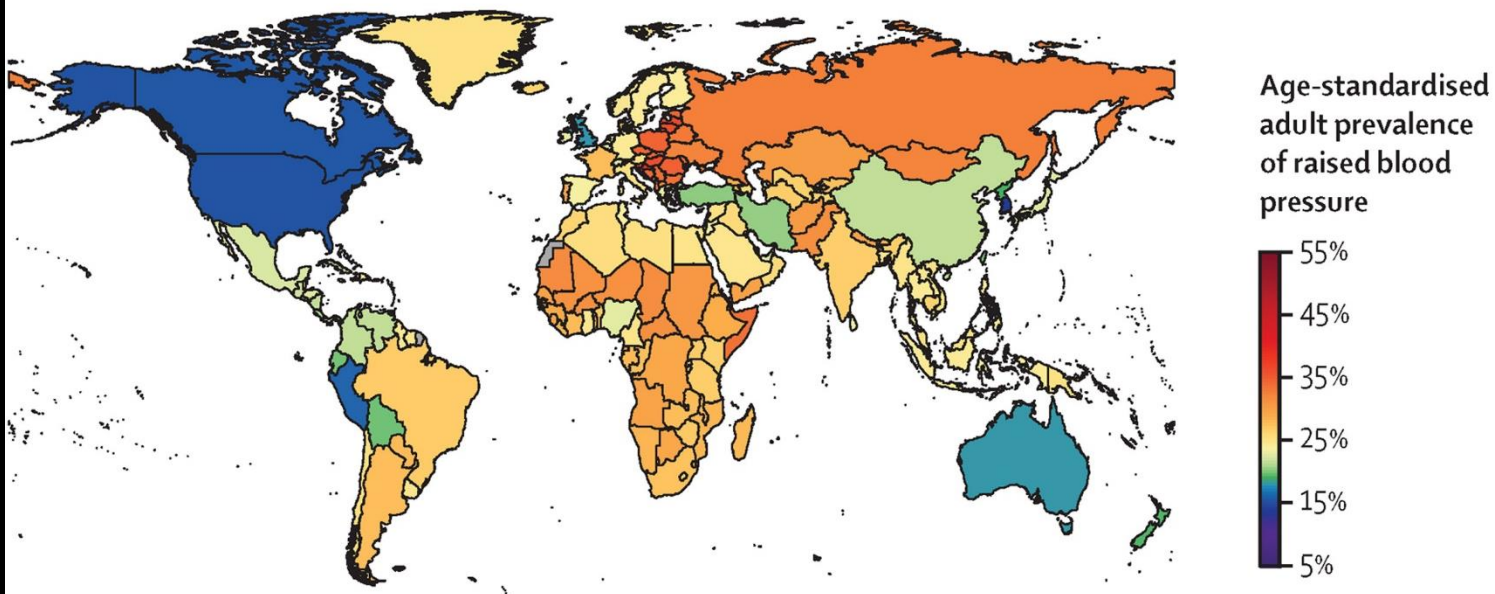 Age-standardised
adult prevalence
of raised blood
pressure
55%
45%
35%
25%
15%
5%